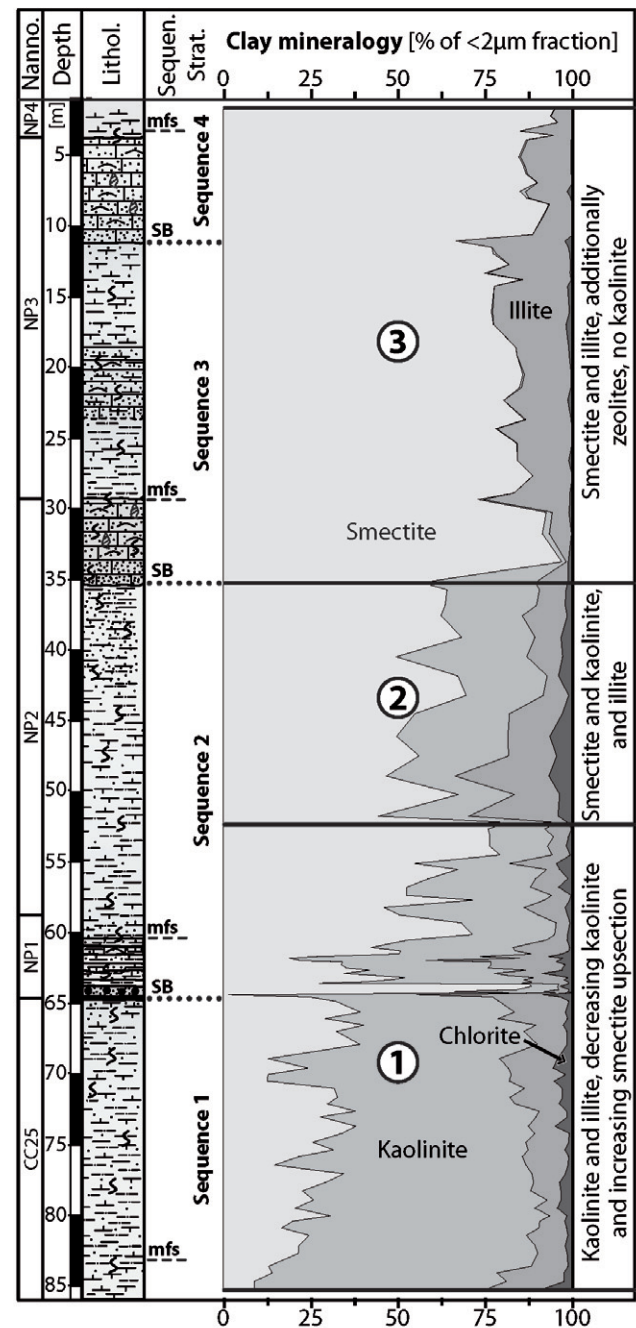 Nanno.
Depth
Lithol.
Sequen.
Strat.
Clay mineralogy [% of <2µm fraction]
0 25 50 75 100
[m]
5
10
15
20
25
30
35
40
45
50
55
60
65
70
75
80
85
NP4
NP3
NP2
NP1
CC25
mfs
SB
mfs
SB
mfs
SB
mfs
Sequence 4
Sequence 3
Sequence 2
Sequence 1
Illite
3
Smectite
2
Chlorite
1
Kaolinite
Smectite and illite, additionally
zeolites, no kaolinite
Smectite and kaolinite,
and illite
Kaolinite and illite, decreasing kaolinite
and increasing smectite upsection
0 25 50 75 100